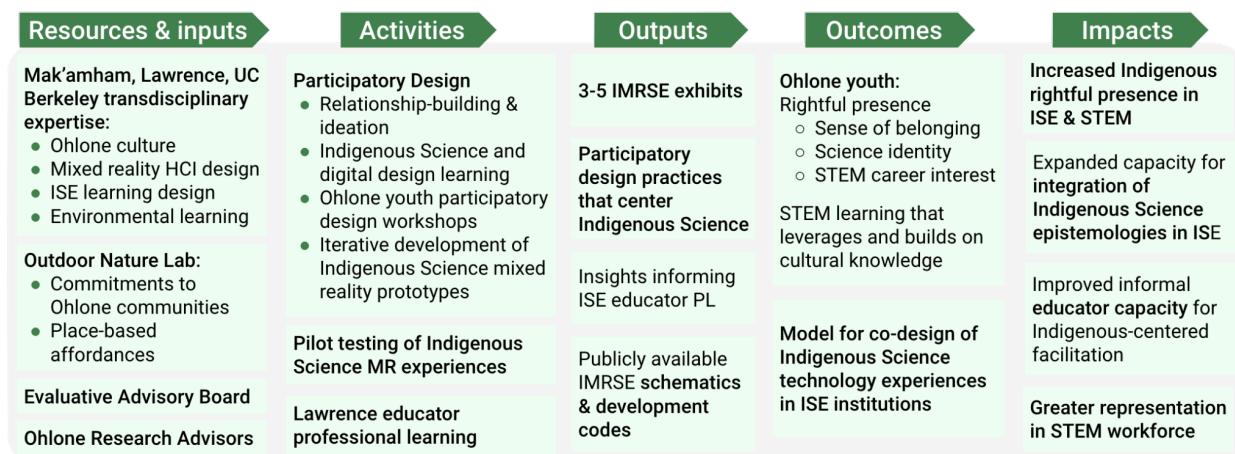 Resources & inputs
Mak’amham, Lawrence, UC
Berkeley transdisciplinary
expertise:
● Ohlone culture
● Mixed reality HCI design
● ISE learning design
● Environmental learning
Outdoor Nature Lab:
● Commitments to
Ohlone communities
● Place-based
affordances
Evaluative Advisory Board
Ohlone Research Advisors
Activities
Participatory Design
● Relationship-building &
ideation
● Indigenous Science and
digital design learning
● Ohlone youth participatory
design workshops
● Iterative development of
Indigenous Science mixed
reality prototypes
Pilot testing of Indigenous
Science MR experiences
Lawrence educator
professional learning
Outputs
3-5 IMRSE exhibits
Participatory
design practices
that center
Indigenous Science
Insights informing
ISE educator PL
Publicly available
IMRSE schematics
& development
codes
Outcomes
Ohlone youth:
Rightful presence
○ Sense of belonging
○ Science identity
○ STEM career interest
STEM learning that
leverages and builds on
cultural knowledge
Model for co-design of
Indigenous Science
technology experiences
in ISE institutions
Impacts
Increased Indigenous
rightful presence in
ISE & STEM
Expanded capacity for
integration of
Indigenous Science
epistemologies in ISE
Improved informal
educator capacity for
Indigenous-centered
facilitation
Greater representation
in STEM workforce